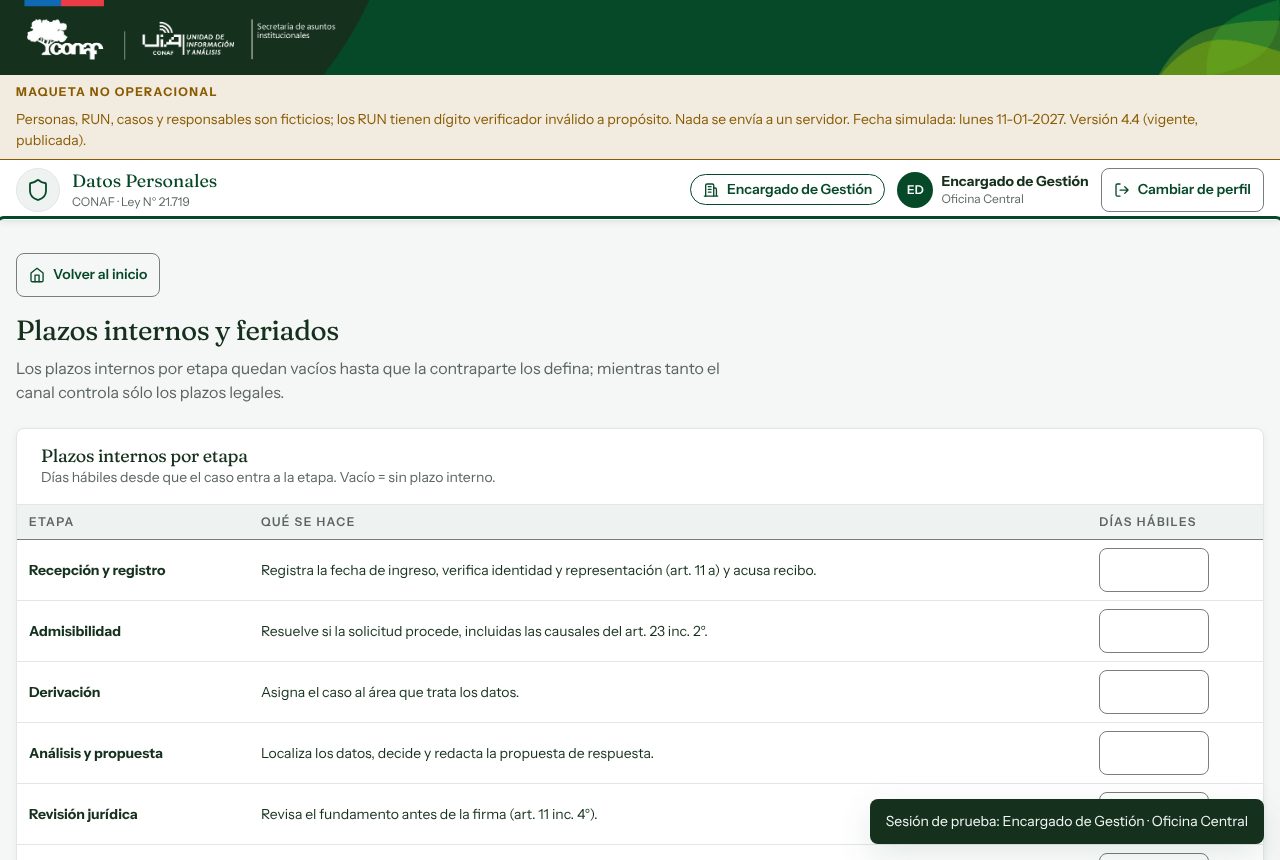 conaf
UiA
CONAF
UNIDAD DE
INFORMACIÓN
Y ANÁLISIS
Secretaría de asuntos
institucionales
MAQUETA NO OPERACIONAL
Personas, RUN, casos y responsables son ficticios; los RUN tienen dígito verificador inválido a propósito. Nada se envía a un servidor. Fecha simulada: lunes 11-01-2027. Versión 4.4 (vigente,
publicada).
Datos Personales
CONAF · Ley N° 21.719
Encargado de Gestión
ED
Encargado de Gestión
Oficina Central
Cambiar de perfil
Volver al inicio
Plazos internos y feriados
Los plazos internos por etapa quedan vacíos hasta que la contraparte los defina; mientras tanto el
canal controla sólo los plazos legales.
Plazos internos por etapa
Días hábiles desde que el caso entra a la etapa. Vacío = sin plazo interno.
ETAPA QUÉ SE HACE DÍAS HÁBILES
Recepción y registro Registra la fecha de ingreso, verifica identidad y representación (art. 11 a) y acusa recibo.
Admisibilidad Resuelve si la solicitud procede, incluidas las causales del art. 23 inc. 2°.
Derivación Asigna el caso al área que trata los datos.
Análisis y propuesta Localiza los datos, decide y redacta la propuesta de respuesta.
Revisión jurídica Revisa el fundamento antes de la firma (art. 11 inc. 4°).
Sesión de prueba: Encargado de Gestión · Oficina Central